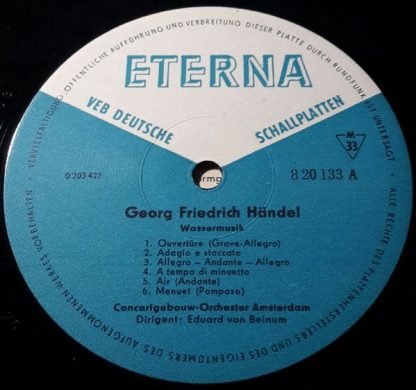 VERVIELFÄLTIGUNG, ÖFFENTLICHE AUFFÜHRUNG UND VERBREITUNG DIESER PLATTE DURCH RUNDFUNK IST UNTERSAGT • ALLE RECHTE DES PLATTENHERSTELLERS UND DES EIGENTÜMERS DES AUFGENOMMENEN WERKES VORBEHALTEN
ETERNA
VEB DEUTSCHE SCHALLPLATTEN
M
33
0 203 427
8 20 133 A
Georg Friedrich Händel
Wassermusik
1. Ouvertüre (Grave-Allegro)
2. Adagio e staccato
3. Allegro – Andante – Allegro
4. A tempo di minuetto
5. Air (Andante)
6. Menuet (Pomposo)
Concertgebouw-Orchester Amsterdam
Dirigent: Eduard van Beinum